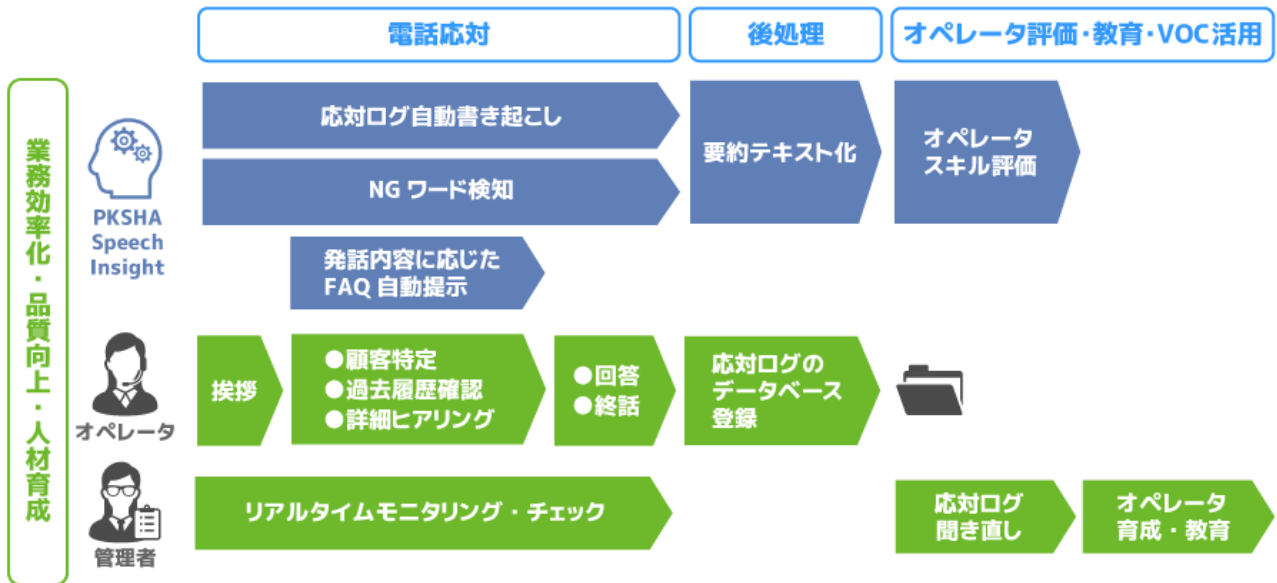 電話応対
後処理
オペレータ評価・教育・VOC活用
業務効率化・品質向上・人材育成
PKSHA
Speech
Insight
応対ログ自動書き起こし
NGワード検知
発話内容に応じた
FAQ自動提示
要約テキスト化
オペレータ
スキル評価
オペレータ
挨拶
●顧客特定
●過去履歴確認
●詳細ヒアリング
●回答
●終話
応対ログの
データベース
登録
管理者
リアルタイムモニタリング・チェック
応対ログ
聞き直し
オペレータ
育成・教育